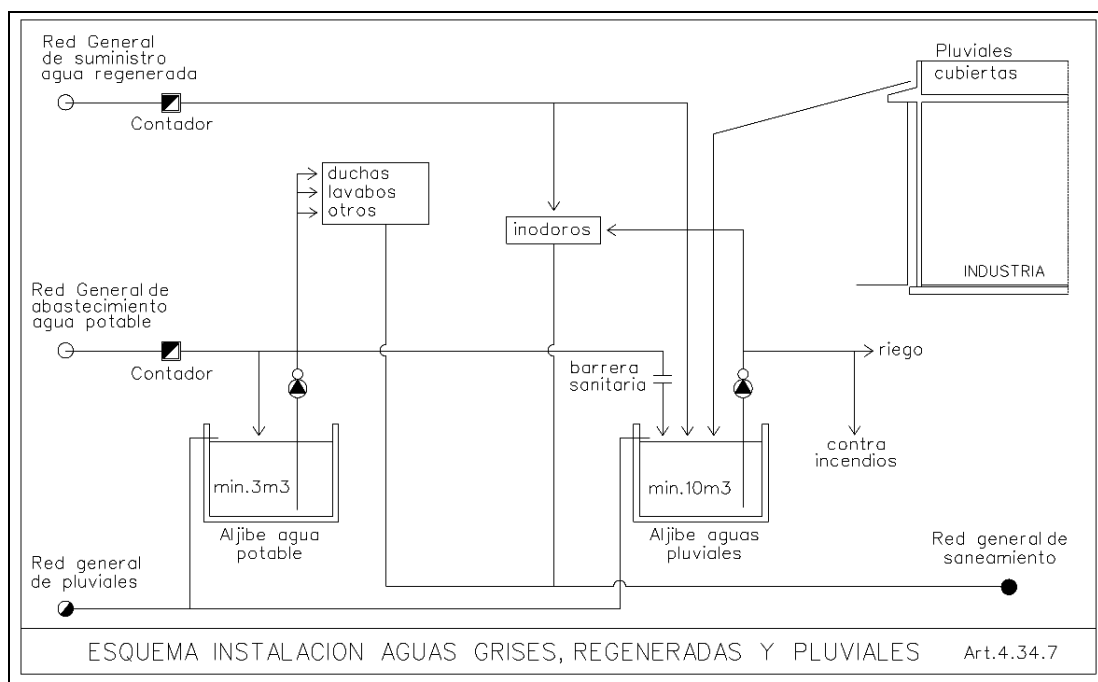 Red General
de suministro
agua regenerada
Contador
Pluviales
cubiertas
INDUSTRIA
duchas
lavabos
otros
inodoros
Red General de
abastecimiento
agua potable
Contador
barrera
sanitaria
riego
contra
incendios
min.3m3
Aljibe agua
potable
min.10m3
Aljibe aguas
pluviales
Red general
de pluviales
Red general de
saneamiento
ESQUEMA INSTALACION AGUAS GRISES, REGENERADAS Y PLUVIALES Art.4.34.7